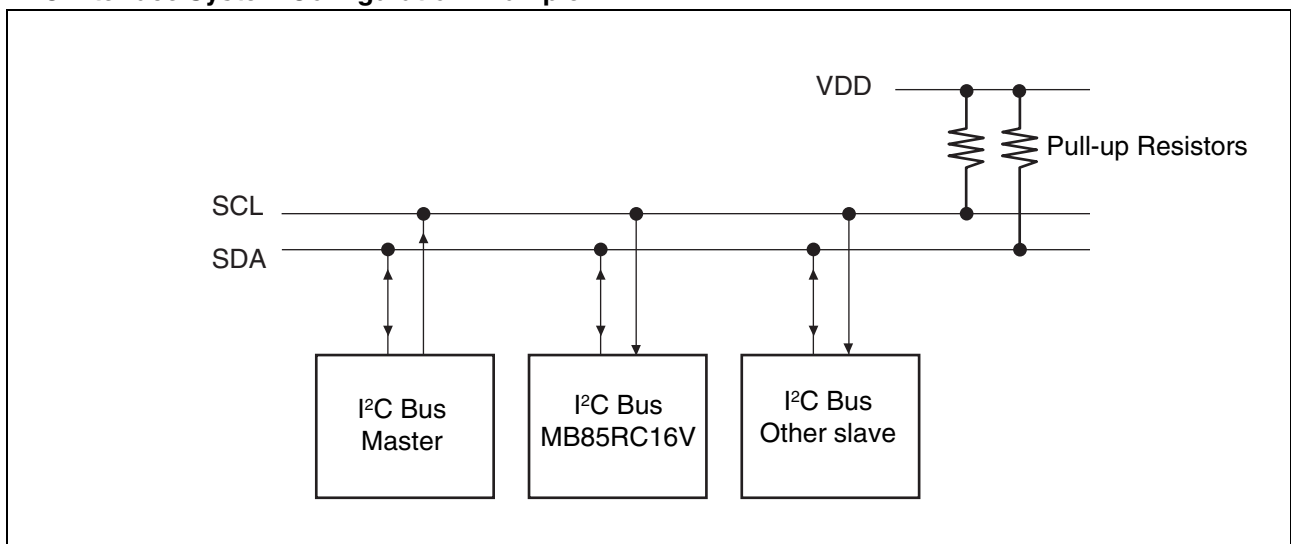 VDD
Pull-up Resistors
SCL
SDA
I²C Bus
Master
I²C Bus
MB85RC16V
I²C Bus
Other slave